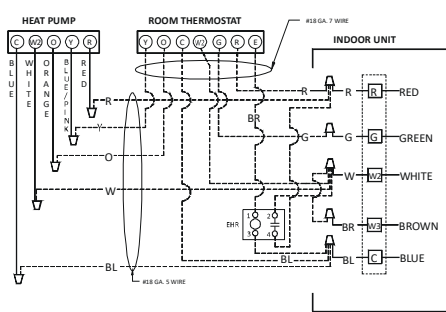 HEAT PUMP
ROOM THERMOSTAT
#18 GA. 7 WIRE
INDOOR UNIT
C W2 O Y R
Y O C W2 G R E
BLUE
WHITE
ORANGE
BLUE/PINK
RED
R
R
R
R
RED
BR
Y
G
G
G
GREEN
O
W
W
W2
WHITE
EHR
1 2
3 4
BR
W3
BROWN
BL
BL
BL
C
BLUE
#18 GA. 5 WIRE